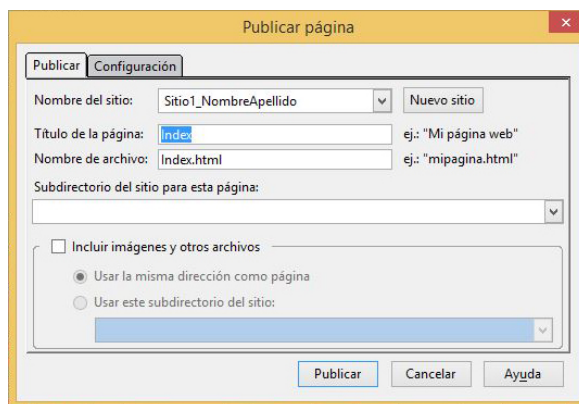 Publicar página
Publicar Configuración
Nombre del sitio: Sitio1_NombreApellido Nuevo sitio
Título de la página: Index ej.: "Mi página web"
Nombre de archivo: Index.html ej.: "mipagina.html"
Subdirectorio del sitio para esta página:
Incluir imágenes y otros archivos
Usar la misma dirección como página
Usar este subdirectorio del sitio:
Publicar Cancelar Ayuda